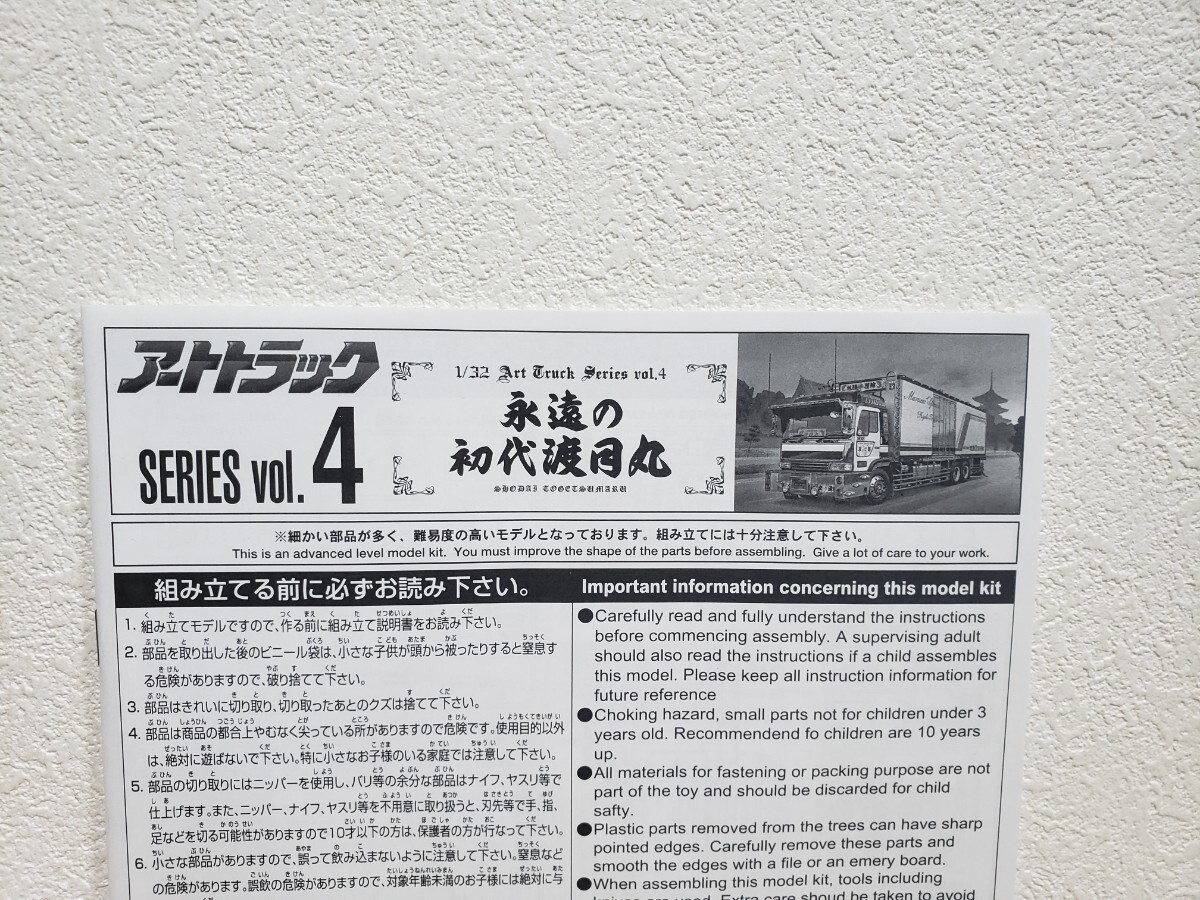 アートトラック
SERIES vol. 4
1/32 Art Truck Series vol.4
永遠の
初代渡月丸
SHODAI TOGETSUMARU
※細かい部品が多く、難易度の高いモデルとなっております。組み立てには十分注意して下さい。
This is an advanced level model kit. You must improve the shape of the parts before assembling. Give a lot of care to your work.
組み立てる前に必ずお読み下さい。
1. 組み立てモデルですので、作る前に組み立て説明書をお読み下さい。
2. 部品を取り出した後のビニール袋は、小さな子供が頭から被ったりすると窒息す
る危険がありますので、破り捨てて下さい。
3. 部品はきれいに切り取り、切り取ったあとのクズは捨てて下さい。
4. 部品は商品の都合上やむなく尖っている所がありますので危険です。使用目的以外
は、絶対に遊ばないで下さい。特に小さなお子様のいる家庭では注意して下さい。
5. 部品の切り取りにはニッパーを使用し、バリ等の余分な部品はナイフ、ヤスリ等で
仕上げます。また、ニッパー、ナイフ、ヤスリ等を不用意に取り扱うと、刃先等で手、指、
足などを切る可能性がありますので10才以下の方は、保護者の方が行なって下さい。
6. 小さな部品がありますので、誤って飲み込まないように注意して下さい。窒息など
の危険があります。誤飲の危険がありますので、対象年齢未満のお子様には絶対に与
Important information concerning this model kit
●Carefully read and fully understand the instructions
before commencing assembly. A supervising adult
should also read the instructions if a child assembles
this model. Please keep all instruction information for
future reference
●Choking hazard, small parts not for children under 3
years old. Recommendend fo children are 10 years
up.
●All materials for fastening or packing purpose are not
part of the toy and should be discarded for child
safty.
●Plastic parts removed from the trees can have sharp
pointed edges. Carefully remove these parts and
smooth the edges with a file or an emery board.
●When assembling this model kit, tools including
knives are used. Extra care shoud be taken to avoid